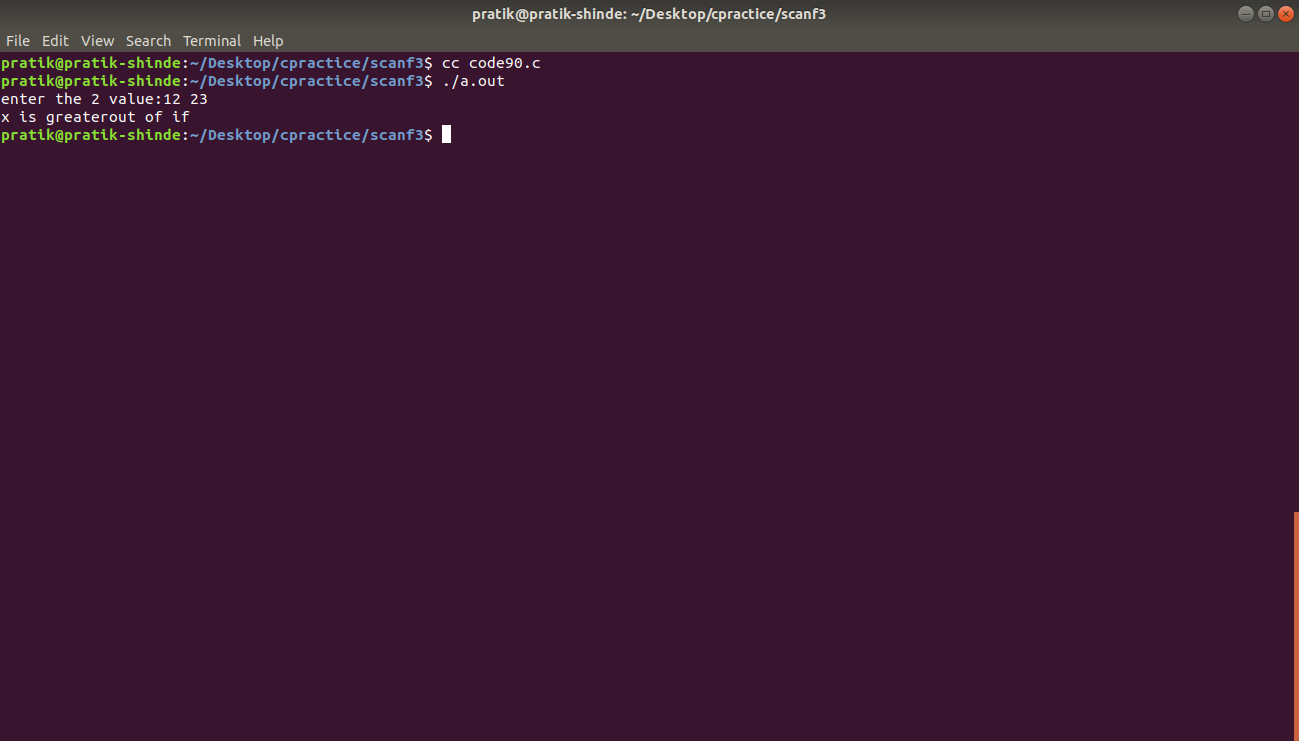 pratik@pratik-shinde: ~/Desktop/cpractice/scanf3
File Edit View Search Terminal Help
pratik@pratik-shinde:~/Desktop/cpractice/scanf3$ cc code90.c
pratik@pratik-shinde:~/Desktop/cpractice/scanf3$ ./a.out
enter the 2 value:12 23
x is greaterout of if
pratik@pratik-shinde:~/Desktop/cpractice/scanf3$